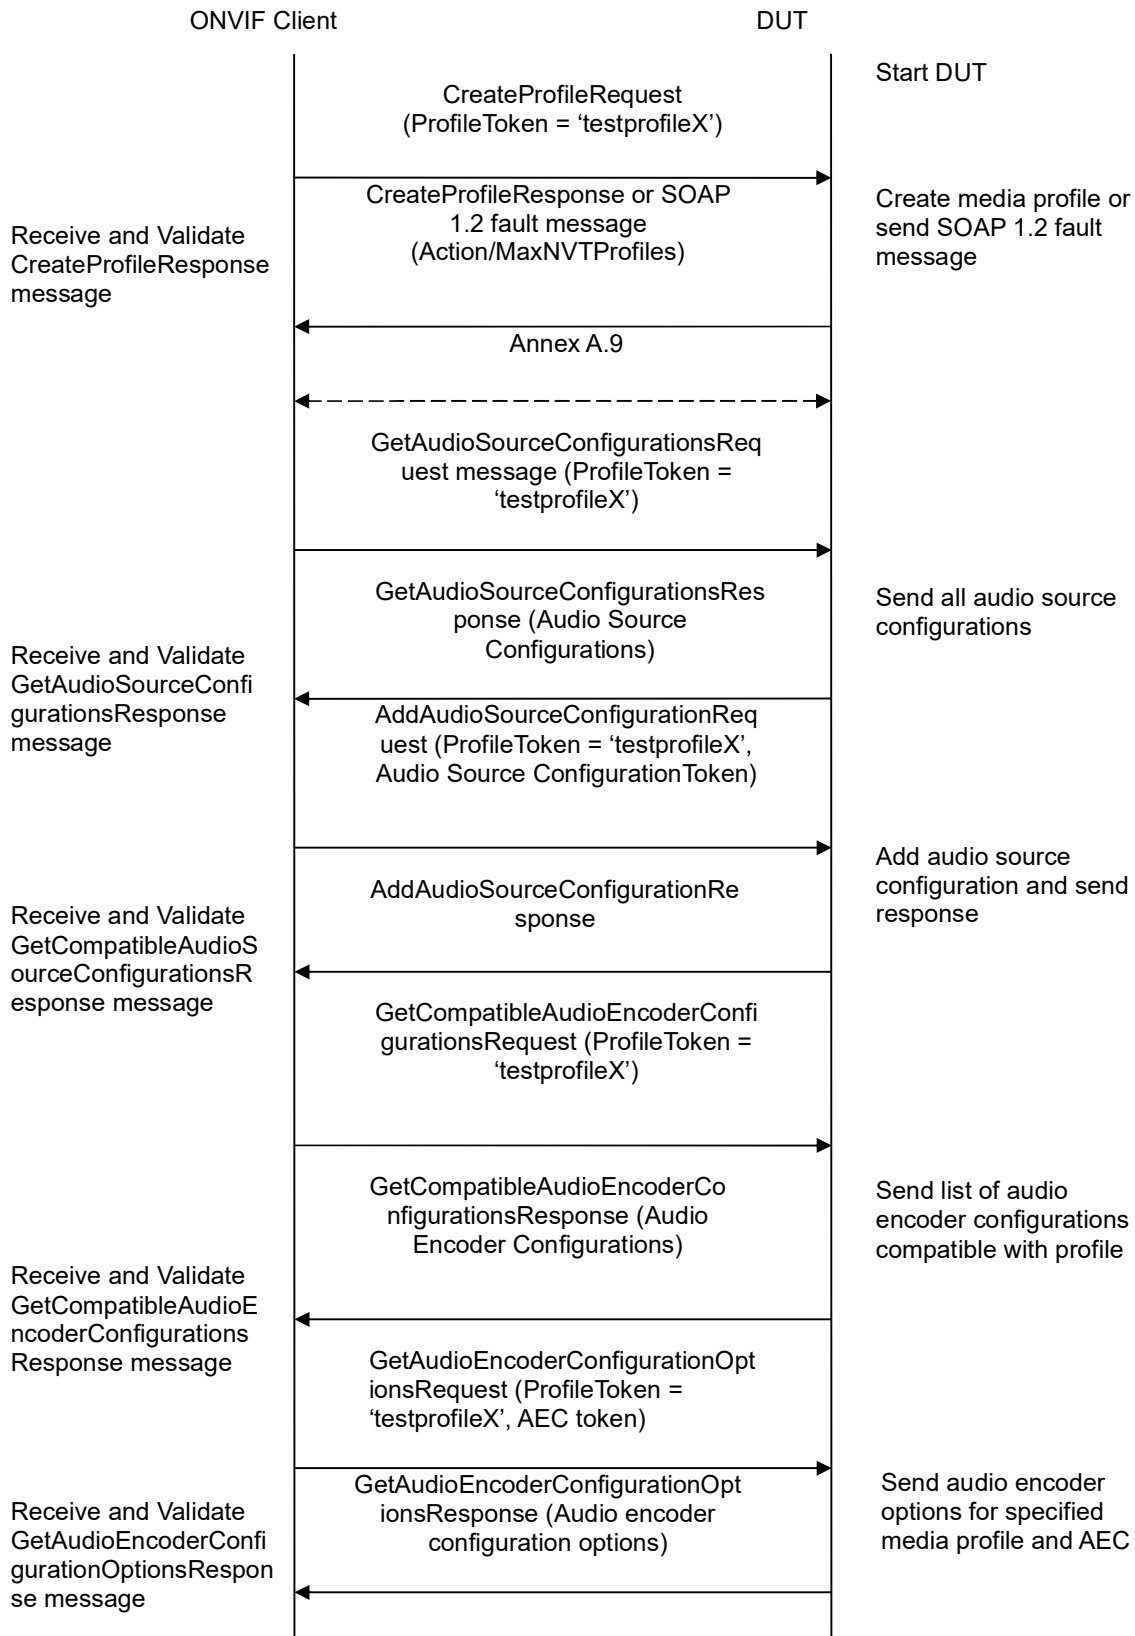 ONVIF Client
DUT
Start DUT
CreateProfileRequest
(ProfileToken = ‘testprofileX’)
CreateProfileResponse or SOAP
1.2 fault message
(Action/MaxNVTProfiles)
Create media profile or
send SOAP 1.2 fault
message
Receive and Validate
CreateProfileResponse
message
Annex A.9
GetAudioSourceConfigurationsReq
uest message (ProfileToken =
‘testprofileX’)
GetAudioSourceConfigurationsRes
ponse (Audio Source
Configurations)
Send all audio source
configurations
Receive and Validate
GetAudioSourceConfi
gurationsResponse
message
AddAudioSourceConfigurationReq
uest (ProfileToken = ‘testprofileX’,
Audio Source ConfigurationToken)
Add audio source
configuration and send
response
AddAudioSourceConfigurationRe
sponse
Receive and Validate
GetCompatibleAudioS
ourceConfigurationsR
esponse message
GetCompatibleAudioEncoderConfi
gurationsRequest (ProfileToken =
‘testprofileX’)
GetCompatibleAudioEncoderCo
nfigurationsResponse (Audio
Encoder Configurations)
Send list of audio
encoder configurations
compatible with profile
Receive and Validate
GetCompatibleAudioE
ncoderConfigurations
Response message
GetAudioEncoderConfigurationOpt
ionsRequest (ProfileToken =
‘testprofileX’, AEC token)
GetAudioEncoderConfigurationOpt
ionsResponse (Audio encoder
configuration options)
Send audio encoder
options for specified
media profile and AEC
Receive and Validate
GetAudioEncoderConfi
gurationOptionsRespon
se message